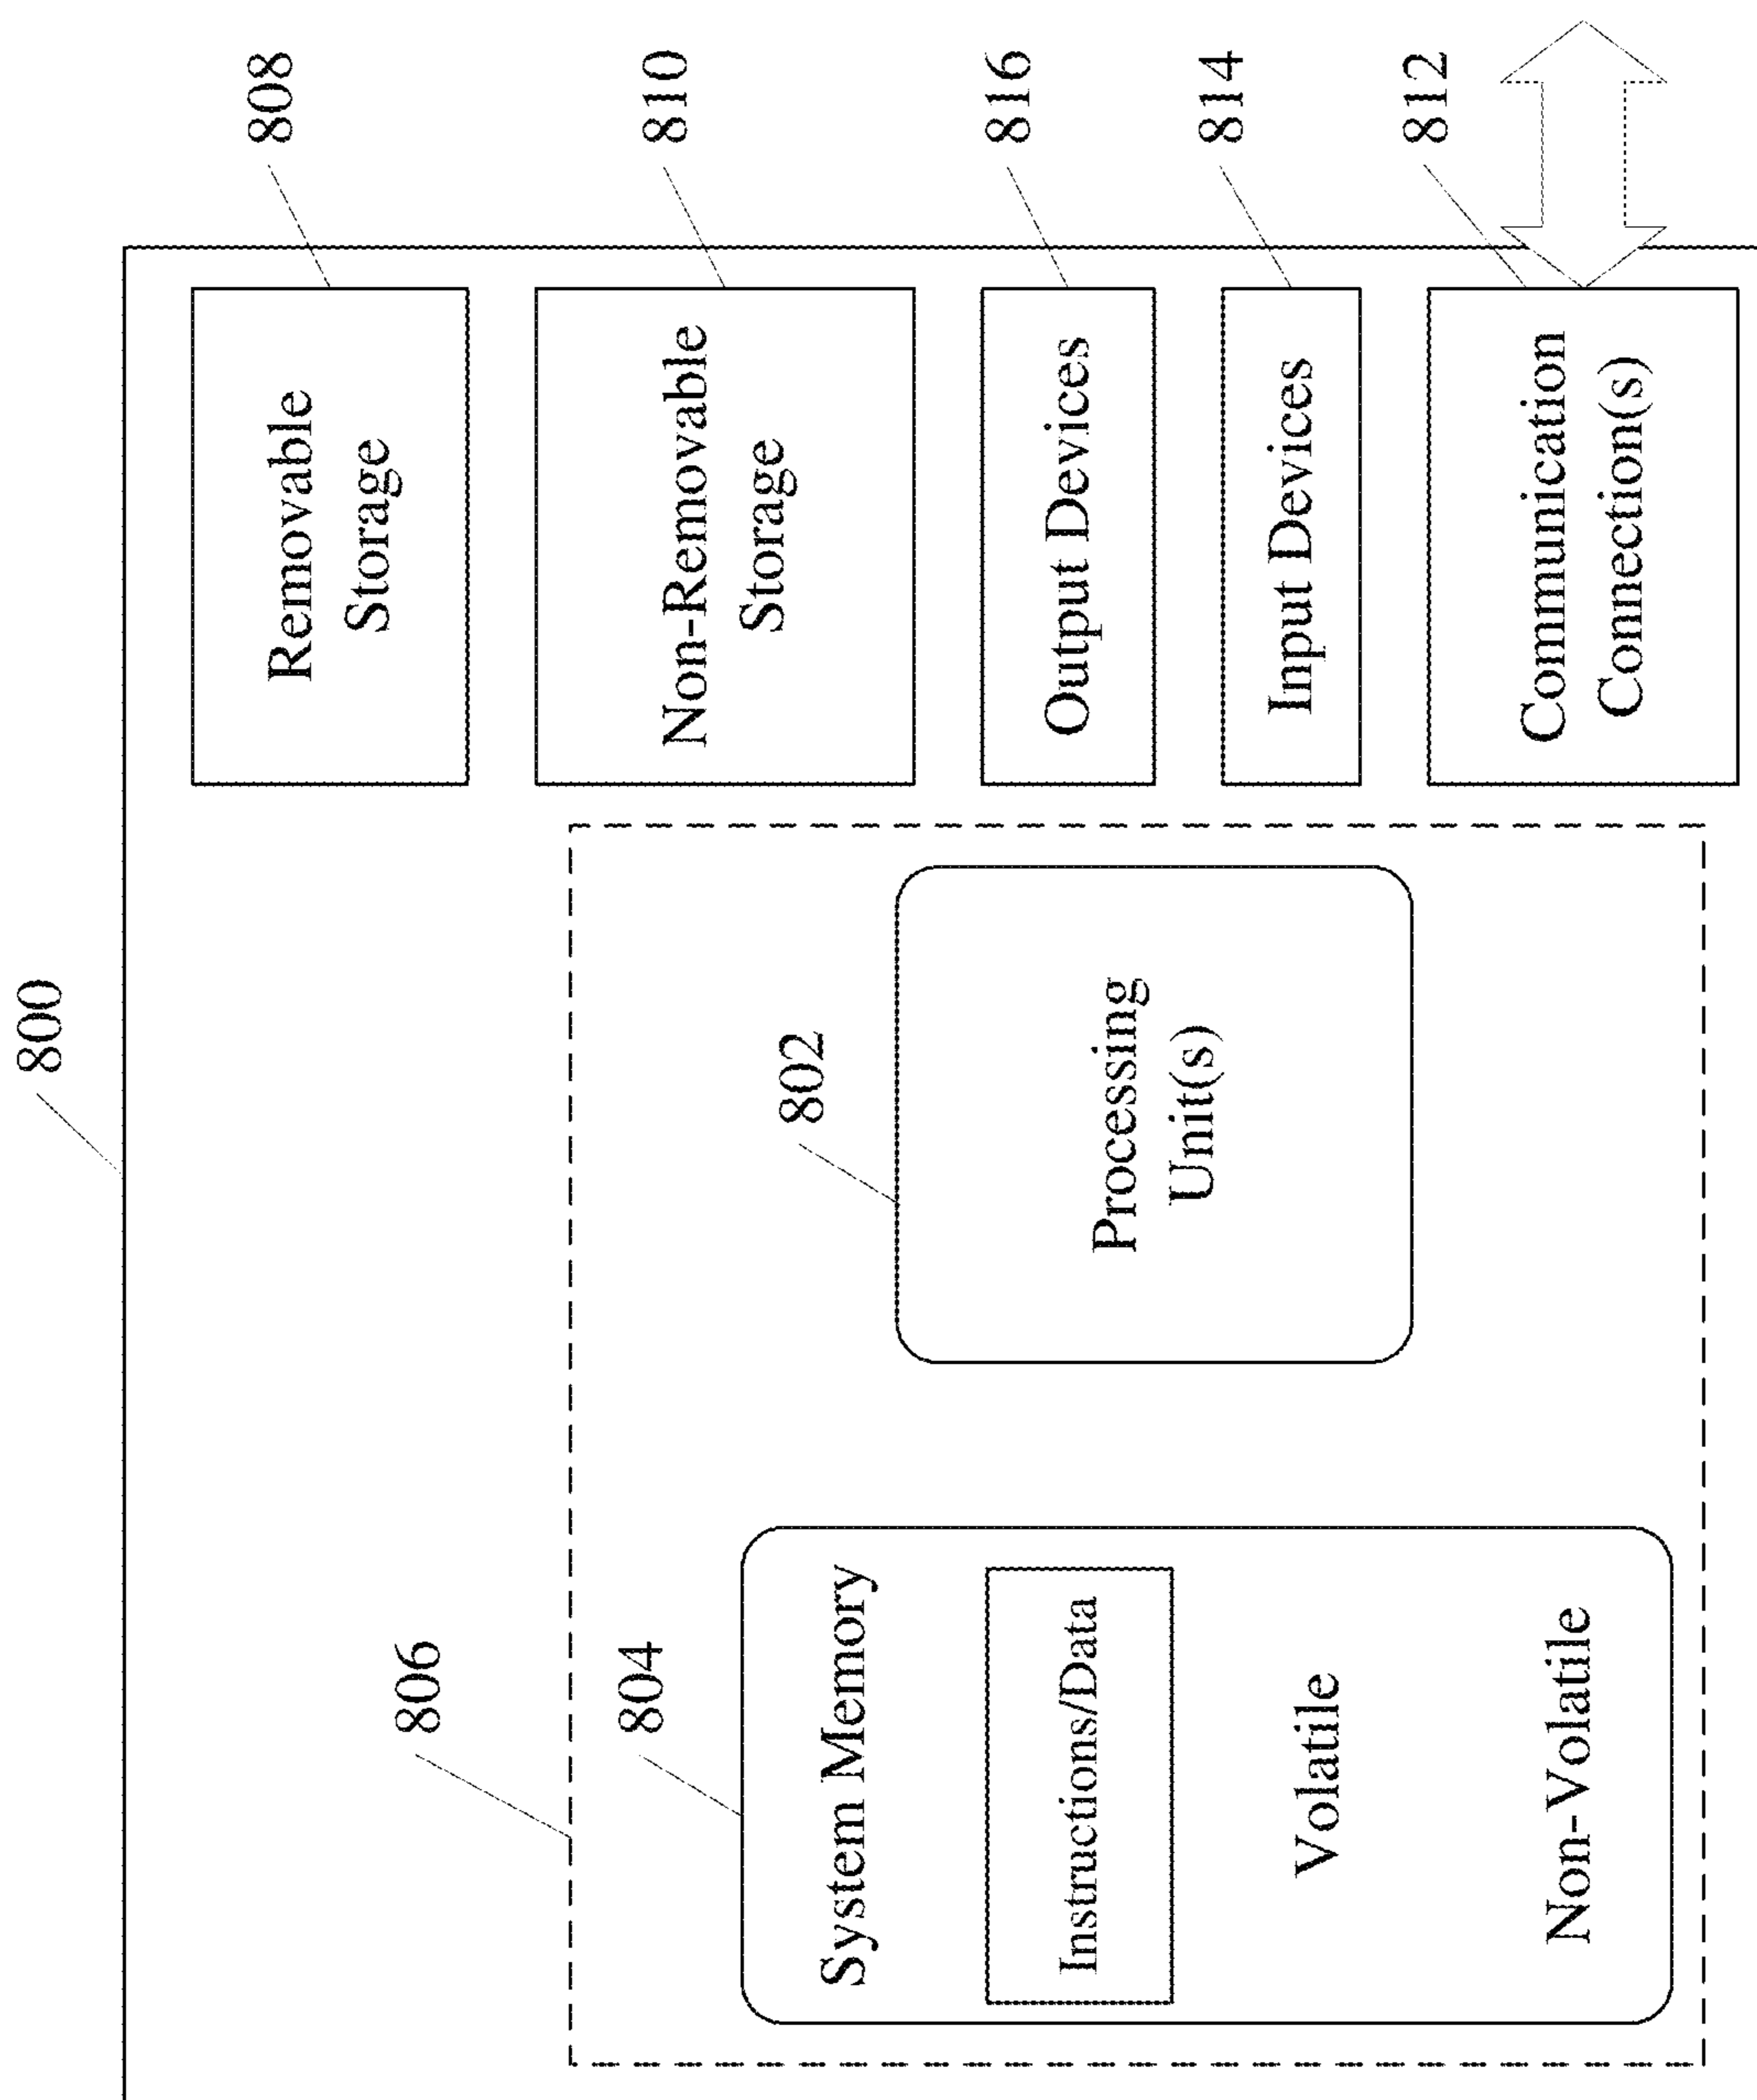 800
806
804
System Memory
Instructions/Data
Volatile
Non-Volatile
802
Processing
Unit(s)
Removable
Storage
808
Non-Removable
Storage
810
Output Devices
816
Input Devices
814
Communication
Connection(s)
812